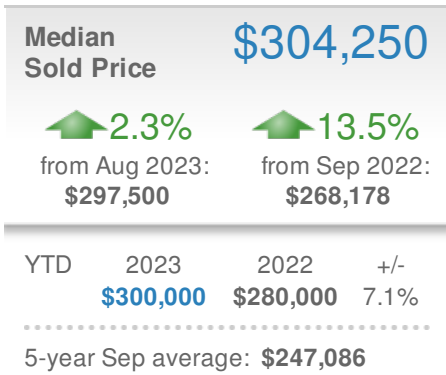 Median
Sold Price
$304,250
2.3%
from Aug 2023:
$297,500
13.5%
from Sep 2022:
$268,178
YTD 2023 2022 +/-
$300,000 $280,000 7.1%
5-year Sep average: $247,086